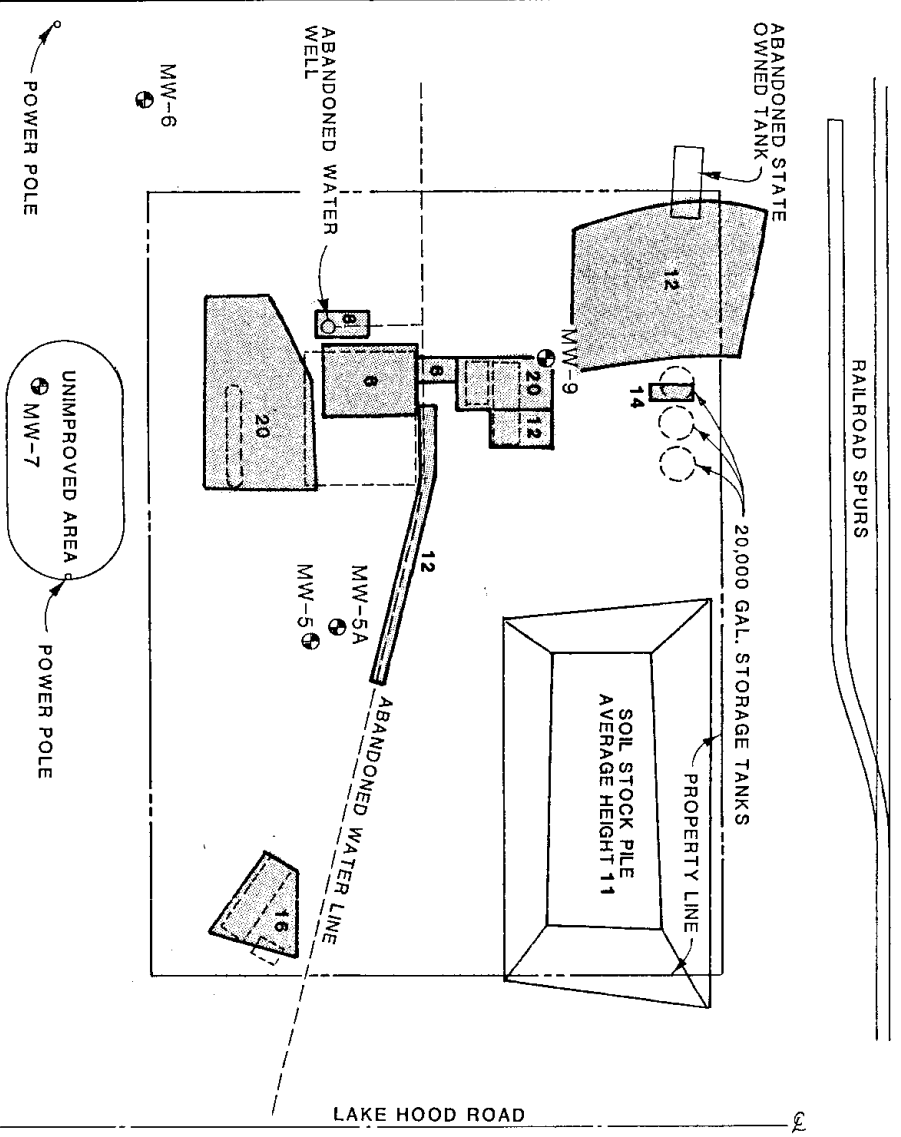 ABANDONED STATE
OWNED TANK
RAILROAD SPURS
20,000 GAL. STORAGE TANKS
PROPERTY LINE
SOIL STOCK PILE
AVERAGE HEIGHT 11
12
14
MW-9
20
12
6
6
8
ABANDONED WATER
WELL
12
ABANDONED WATER LINE
MW-5A
MW-5
20
16
MW-6
POWER POLE
UNIMPROVED AREA
MW-7
POWER POLE
LAKE HOOD ROAD
℄